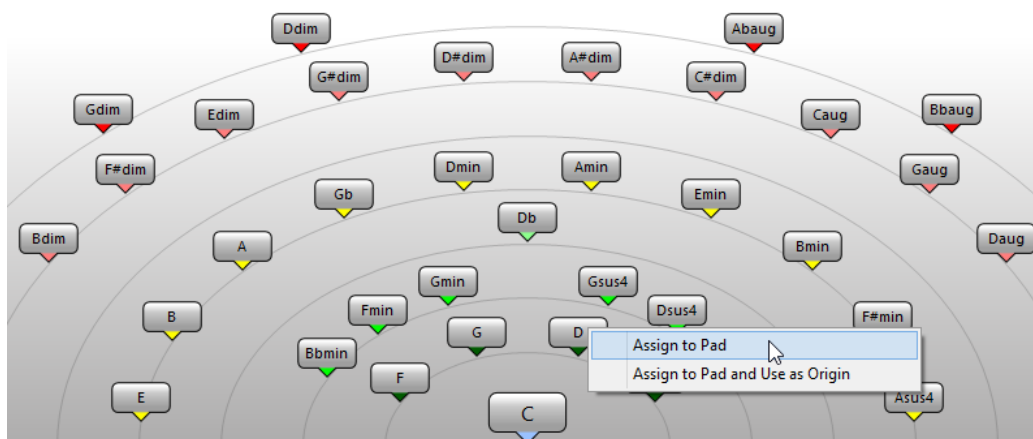 Ddim
Abaug
D#dim
A#dim
G#dim
C#dim
Gdim
Edim
Caug
Bbaug
F#dim
Dmin
Amin
Gaug
Gb
Emin
Db
Bdim
A
Bmin
Daug
Gmin
Gsus4
Fmin
Dsus4
B
F#min
G
D
Assign to Pad
Bbmin
Assign to Pad and Use as Origin
F
E
Asus4
C